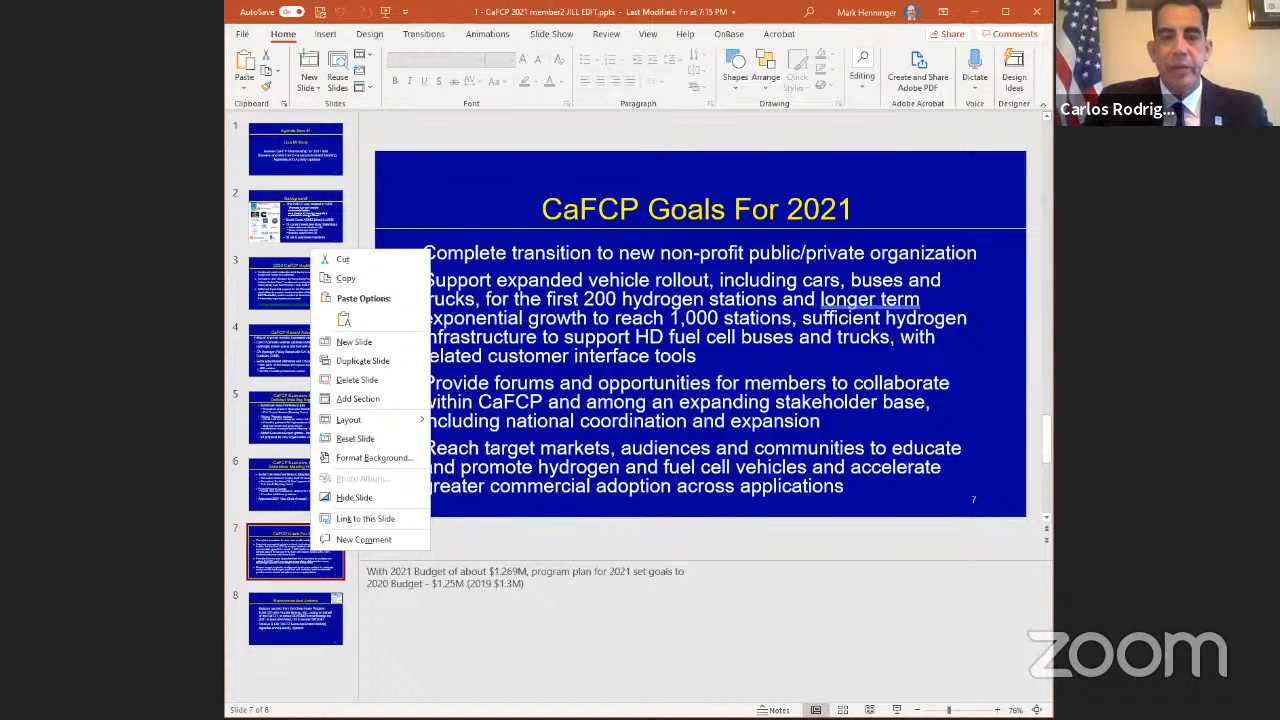 AutoSave On 1 - CaFCP 2021 member2 JILL EDIT.pptx - Last Modified: Fri at 7:15 PM Mark Henninger
File Home Insert Design Transitions Animations Slide Show Review View Help OnBase Acrobat Share Comments
Paste New Slide Reuse Slides Shapes Arrange Quick Styles Editing Create and Share Adobe PDF Dictate Design Ideas
Clipboard Slides Font Paragraph Drawing Adobe Acrobat Voice Designer
Carlos Rodrig...
1
2
Background
3
4
5
6
7
8
Cut
Copy
Paste Options:
New Slide
Duplicate Slide
Delete Slide
Add Section
Layout
Reset Slide
Format Background...
Photo Album...
Hide Slide
Link to this Slide
New Comment
CaFCP Goals For 2021
Complete transition to new non-profit public/private organization
Support expanded vehicle rollout, including cars, buses and
trucks, for the first 200 hydrogen stations and longer term
exponential growth to reach 1,000 stations, sufficient hydrogen
infrastructure to support HD fuel cell buses and trucks, with
related customer interface tools
Provide forums and opportunities for members to collaborate
within CaFCP and among an expanding stakeholder base,
including national coordination and expansion
Reach target markets, audiences and communities to educate
and promote hydrogen and fuel cell vehicles and accelerate
greater commercial adoption across applications
7
With 2021 Budget of about $1.269M, program plan for 2021 set goals to
2020 Budget - $1.25M (2019 $1.3M)
zoom
Slide 7 of 8 Notes 76%